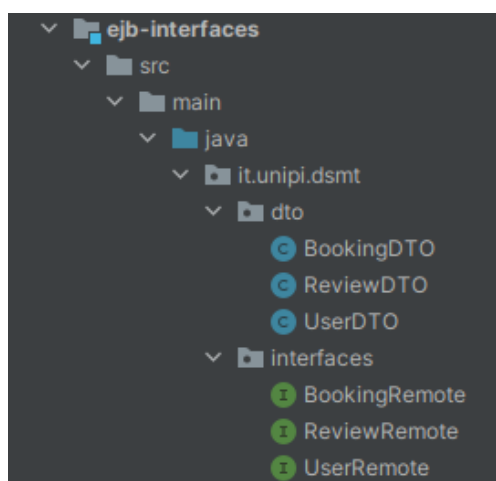 ejb-interfaces
src
main
java
it.unipi.dsmt
dto
C BookingDTO
C ReviewDTO
C UserDTO
interfaces
I BookingRemote
I ReviewRemote
I UserRemote